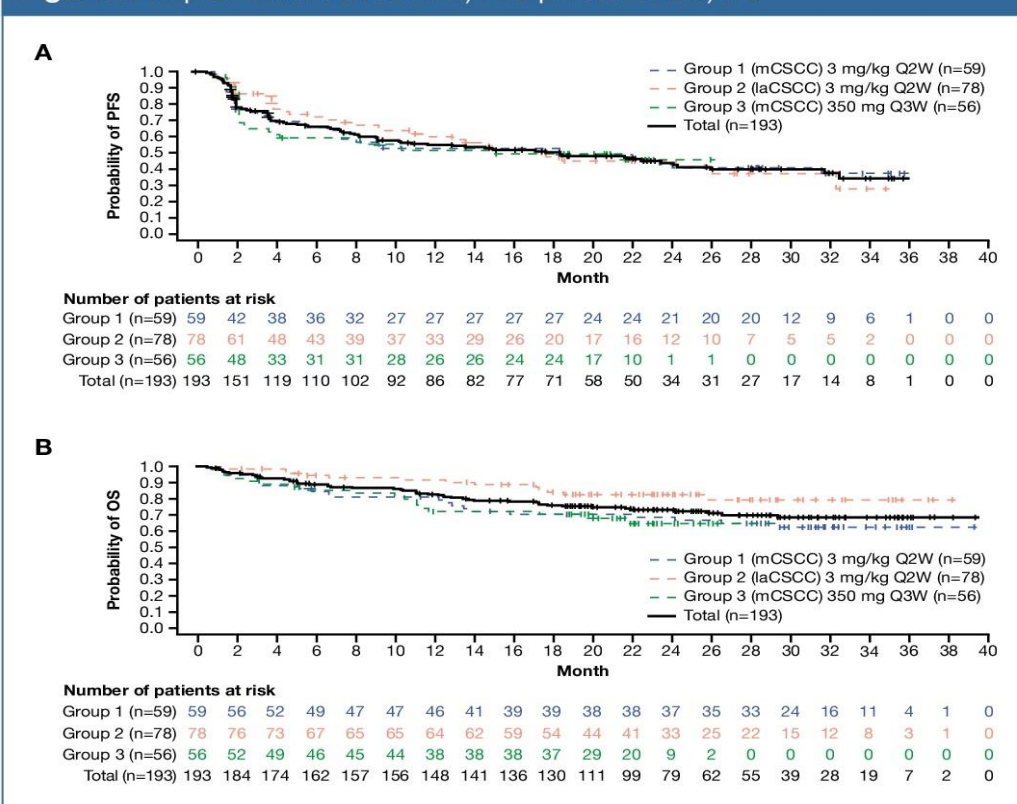 A
1.0
0.9
0.8
0.7
0.6
0.5
0.4
0.3
0.2
0.1
0.0
Probability of PFS
Group 1 (mCSCC) 3 mg/kg Q2W (n=59)
Group 2 (laCSCC) 3 mg/kg Q2W (n=78)
Group 3 (mCSCC) 350 mg Q3W (n=56)
Total (n=193)
0 2 4 6 8 10 12 14 16 18 20 22 24 26 28 30 32 34 36 38 40
Month
Number of patients at risk
Group 1 (n=59) 59 42 38 36 32 27 27 27 27 27 24 24 21 20 20 12 9 6 1 0 0
Group 2 (n=78) 78 61 48 43 39 37 33 29 26 20 17 16 12 10 7 5 5 2 0 0 0
Group 3 (n=56) 56 48 33 31 31 28 26 26 24 24 17 10 1 1 0 0 0 0 0 0 0
Total (n=193) 193 151 119 110 102 92 86 82 77 71 58 50 34 31 27 17 14 8 1 0 0
B
1.0
0.9
0.8
0.7
0.6
0.5
0.4
0.3
0.2
0.1
0.0
Probability of OS
Group 1 (mCSCC) 3 mg/kg Q2W (n=59)
Group 2 (laCSCC) 3 mg/kg Q2W (n=78)
Group 3 (mCSCC) 350 mg Q3W (n=56)
Total (n=193)
0 2 4 6 8 10 12 14 16 18 20 22 24 26 28 30 32 34 36 38 40
Month
Number of patients at risk
Group 1 (n=59) 59 56 52 49 47 47 46 41 39 39 38 38 37 35 33 24 16 11 4 1 0
Group 2 (n=78) 78 76 73 67 65 65 64 62 59 54 44 41 33 25 22 15 12 8 3 1 0
Group 3 (n=56) 56 52 49 46 45 44 38 38 38 37 29 20 9 2 0 0 0 0 0 0 0
Total (n=193) 193 184 174 162 157 156 148 141 136 130 111 99 79 62 55 39 28 19 7 2 0